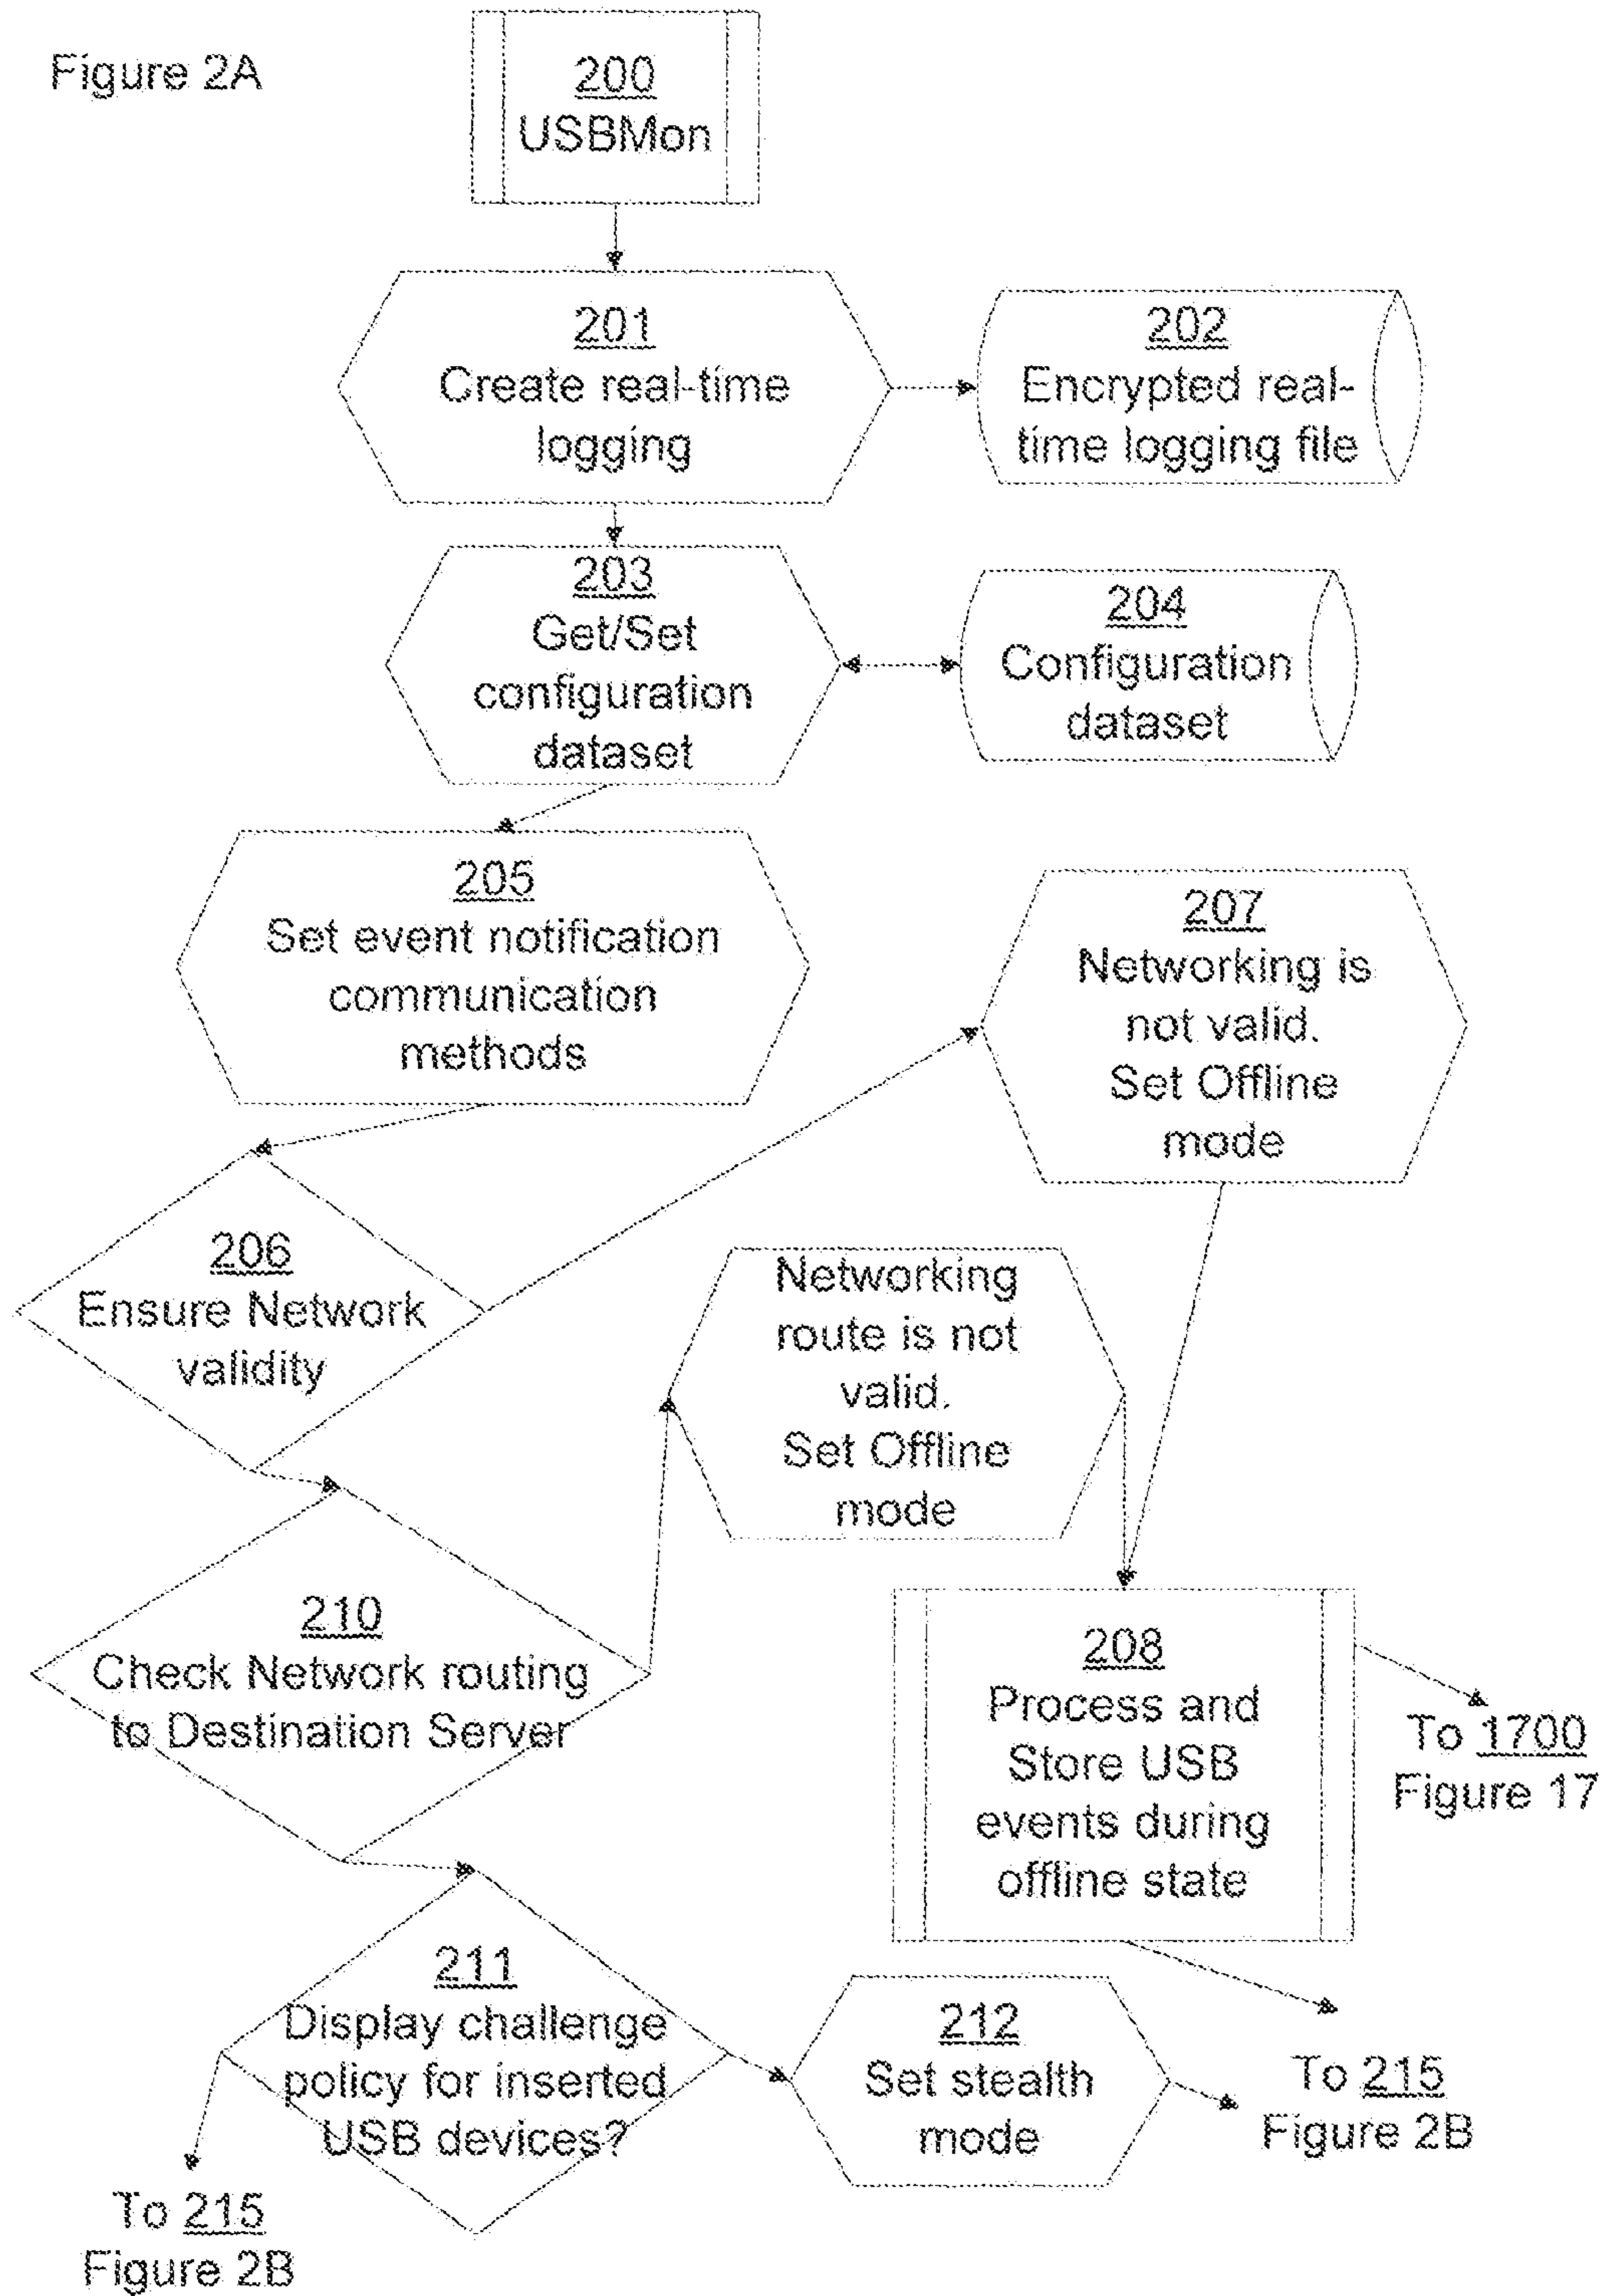 Figure 2A
200
USBMon
201
Create real-time
logging
202
Encrypted real-
time logging file
203
Get/Set
configuration
dataset
204
Configuration
dataset
205
Set event notification
communication
methods
207
Networking is
not valid.
Set Offline
mode
206
Ensure Network
validity
Networking
route is not
valid.
Set Offline
mode
210
Check Network routing
to Destination Server
208
Process and
Store USB
events during
offline state
To 1700
Figure 17
211
Display challenge
policy for inserted
USB devices?
212
Set stealth
mode
To 215
Figure 2B
To 215
Figure 2B